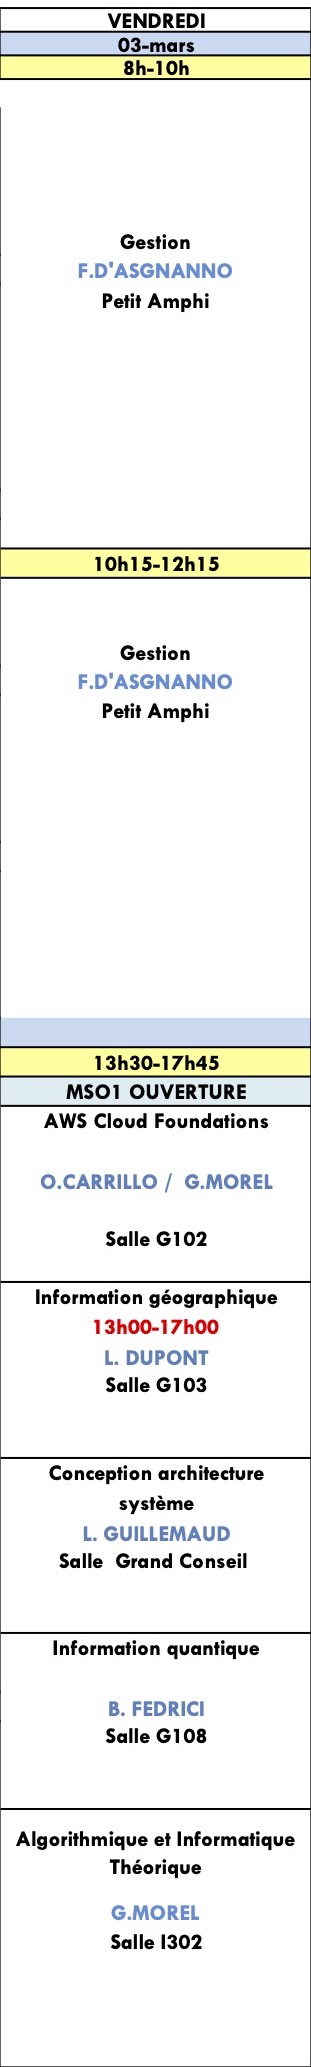 VENDREDI
03-mars
8h-10h
Gestion
F.D'ASGNANNO
Petit Amphi
10h15-12h15
Gestion
F.D'ASGNANNO
Petit Amphi
13h30-17h45
MSO1 OUVERTURE
AWS Cloud Foundations
O.CARRILLO / G.MOREL
Salle G102
Information géographique
13h00-17h00
L. DUPONT
Salle G103
Conception architecture
système
L. GUILLEMAUD
Salle Grand Conseil
Information quantique
B. FEDRICI
Salle G108
Algorithmique et Informatique
Théorique
G.MOREL
Salle I302